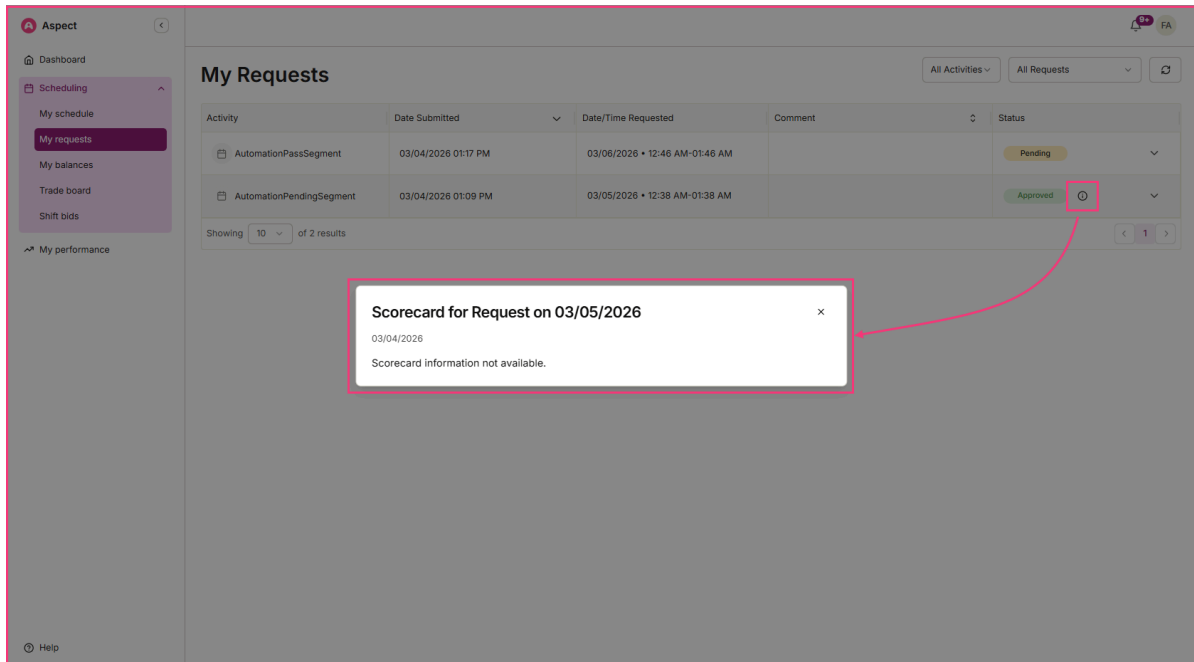 Aspect
9+
FA
Dashboard
Scheduling
My schedule
My requests
My balances
Trade board
Shift bids
My performance
Help
My Requests
All Activities
All Requests
Activity Date Submitted Date/Time Requested Comment Status
AutomationPassSegment 03/04/2026 01:17 PM 03/06/2026 • 12:46 AM-01:46 AM Pending
AutomationPendingSegment 03/04/2026 01:09 PM 03/05/2026 • 12:38 AM-01:38 AM Approved
Showing 10 of 2 results
1
Scorecard for Request on 03/05/2026
03/04/2026
Scorecard information not available.